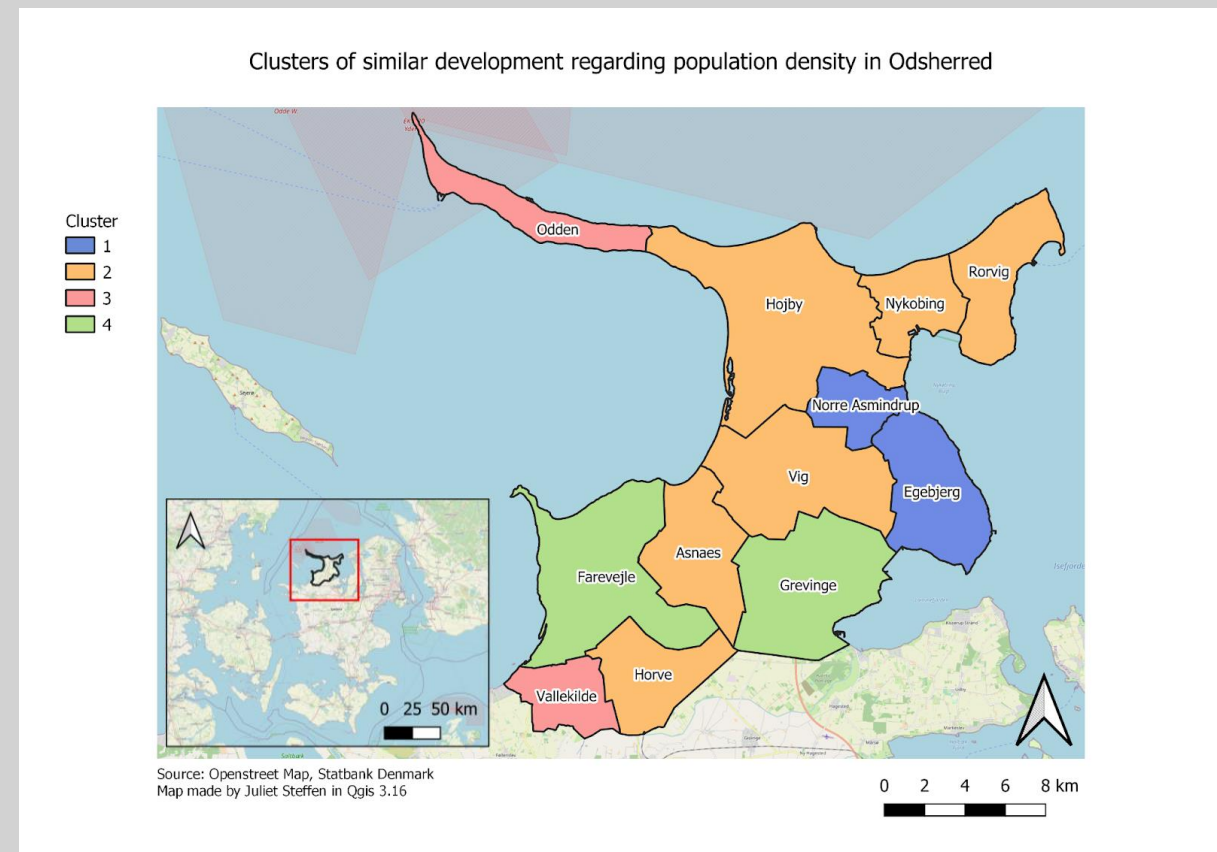 Clusters of similar development regarding population density in Odsherred
Odde W
Cluster
1
2
3
4
Odden
Rorvig
Hojby
Nykobing
Norre Asmindrup
Vig
Egebjerg
Asnaes
Farevejle
Grevinge
Horve
Vallekilde
0 25 50 km
Source: Openstreet Map, Statbank Denmark
Map made by Juliet Steffen in Qgis 3.16
0 2 4 6 8 km